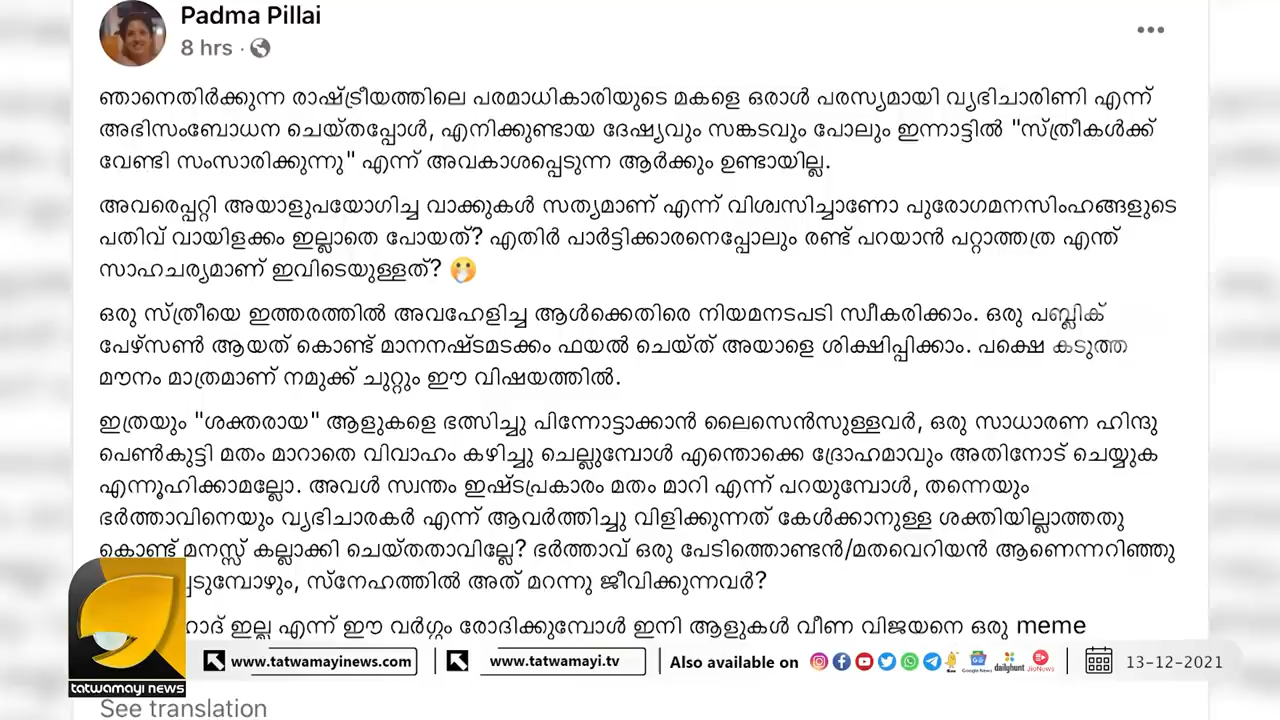 Padma Pillai
8 hrs ·
ഞാനെതിർക്കുന്ന രാഷ്ട്രീയത്തിലെ പരമാധികാരിയുടെ മകളെ ഒരാൾ പരസ്യമായി വ്യഭിചാരിണി എന്ന്
അഭിസംബോധന ചെയ്തപ്പോൾ, എനിക്കുണ്ടായ ദേഷ്യവും സങ്കടവും പോലും ഇന്നാട്ടിൽ "സ്ത്രീകൾക്ക്
വേണ്ടി സംസാരിക്കുന്നു" എന്ന് അവകാശപ്പെടുന്ന ആർക്കും ഉണ്ടായില്ല.
അവരെപ്പറ്റി അയാളുപയോഗിച്ച വാക്കുകൾ സത്യമാണ് എന്ന് വിശ്വസിച്ചാണോ പുരോഗമനസിംഹങ്ങളുടെ
പതിവ് വായിളക്കം ഇല്ലാതെ പോയത്? എതിർ പാർട്ടിക്കാരനെപ്പോലും രണ്ട് പറയാൻ പറ്റാത്തത്ര എന്ത്
സാഹചര്യമാണ് ഇവിടെയുള്ളത്? 🤭
ഒരു സ്ത്രീയെ ഇത്തരത്തിൽ അവഹേളിച്ച ആൾക്കെതിരെ നിയമനടപടി സ്വീകരിക്കാം. ഒരു പബ്ലിക്
പേഴ്സൺ ആയത് കൊണ്ട് മാനനഷ്ടമടക്കം ഫയൽ ചെയ്ത് അയാളെ ശിക്ഷിപ്പിക്കാം. പക്ഷെ കടുത്ത
മൗനം മാത്രമാണ് നമുക്ക് ചുറ്റും ഈ വിഷയത്തിൽ.
ഇത്രയും "ശക്തരായ" ആളുകളെ ഭത്സിച്ചു പിന്നോട്ടാക്കാൻ ലൈസെൻസുള്ളവർ, ഒരു സാധാരണ ഹിന്ദു
പെൺകുട്ടി മതം മാറാതെ വിവാഹം കഴിച്ചു ചെല്ലുമ്പോൾ എന്തൊക്കെ ദ്രോഹമാവും അതിനോട് ചെയ്യുക
എന്നൂഹിക്കാമല്ലോ. അവൾ സ്വന്തം ഇഷ്ടപ്രകാരം മതം മാറി എന്ന് പറയുമ്പോൾ, തന്നെയും
ഭർത്താവിനെയും വ്യഭിചാരകർ എന്ന് ആവർത്തിച്ചു വിളിക്കുന്നത് കേൾക്കാനുള്ള ശക്തിയില്ലാത്തതു
കൊണ്ട് മനസ്സ് കല്ലാക്കി ചെയ്തതാവില്ലേ? ഭർത്താവ് ഒരു പേടിത്തൊണ്ടൻ/മതവെറിയൻ ആണെന്നറിഞ്ഞു
സ്നേഹത്തിൽ അത് മറന്നു ജീവിക്കുന്നവർ?
ഇല്ല എന്ന് ഈ വർഗ്ഗം രോദിക്കുമ്പോൾ ഇനി ആളുകൾ വീണ വിജയനെ ഒരു meme
tatwamayi news
www.tatwamayinews.com
www.tatwamayi.tv
Also available on
Google News
dailyhunt
JioNews
13-12-2021
See translation